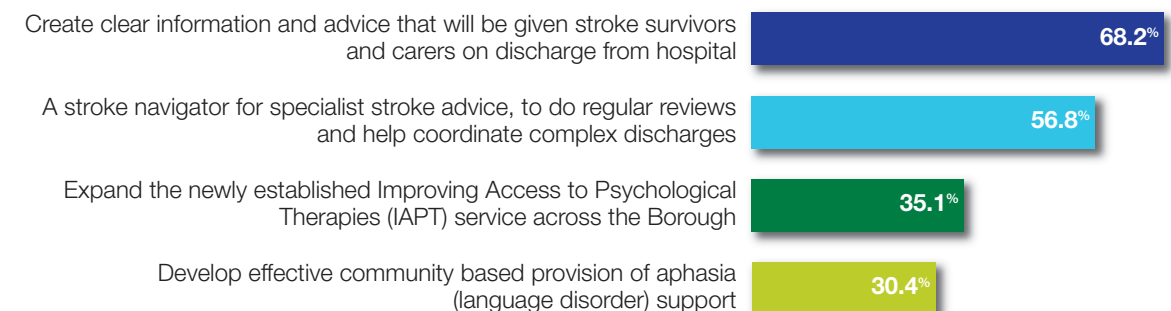 Create clear information and advice that will be given stroke survivors
and carers on discharge from hospital
68.2%
A stroke navigator for specialist stroke advice, to do regular reviews
and help coordinate complex discharges
56.8%
Expand the newly established Improving Access to Psychological
Therapies (IAPT) service across the Borough
35.1%
Develop effective community based provision of aphasia
(language disorder) support
30.4%